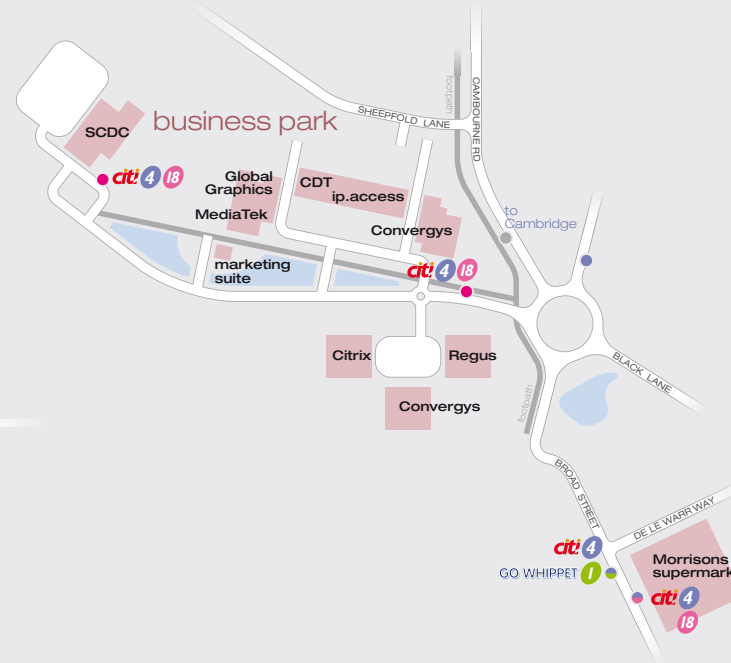 SHEEPFOLD LANE
footpath
CAMBOURNE RD
business park
SCDC
citi 4 18
Global
Graphics
MediaTek
CDT
ip.access
Convergys
to
Cambridge
marketing
suite
citi 4 18
Citrix
Regus
Convergys
BLACK LANE
footpath
BROAD STREET
DE LE WARR WAY
citi 4
GO WHIPPET 1
Morrisons
supermark
citi 4
18